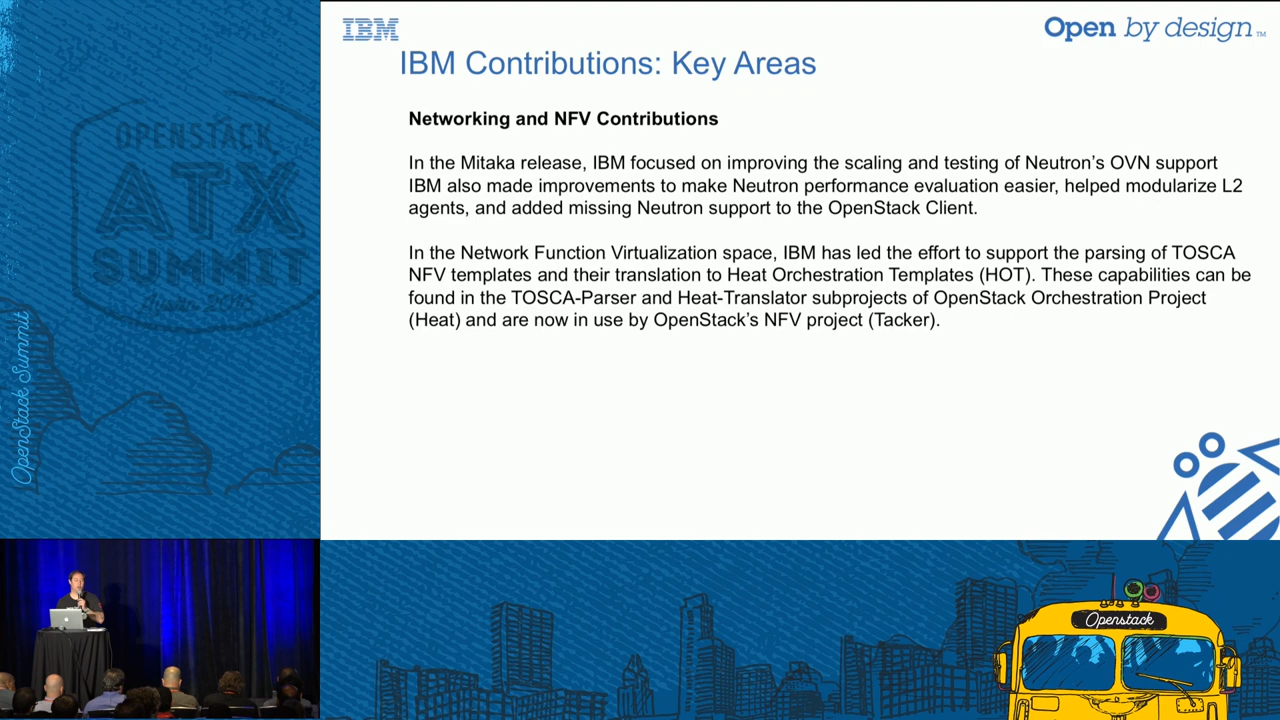 IBM
Open by design™
IBM Contributions: Key Areas
Networking and NFV Contributions
In the Mitaka release, IBM focused on improving the scaling and testing of Neutron's OVN support
IBM also made improvements to make Neutron performance evaluation easier, helped modularize L2
agents, and added missing Neutron support to the OpenStack Client.
In the Network Function Virtualization space, IBM has led the effort to support the parsing of TOSCA
NFV templates and their translation to Heat Orchestration Templates (HOT). These capabilities can be
found in the TOSCA-Parser and Heat-Translator subprojects of OpenStack Orchestration Project
(Heat) and are now in use by OpenStack's NFV project (Tacker).
OPENSTACK
ATX
SUMMIT
Austin 2016
OpenStack Summit
Openstack